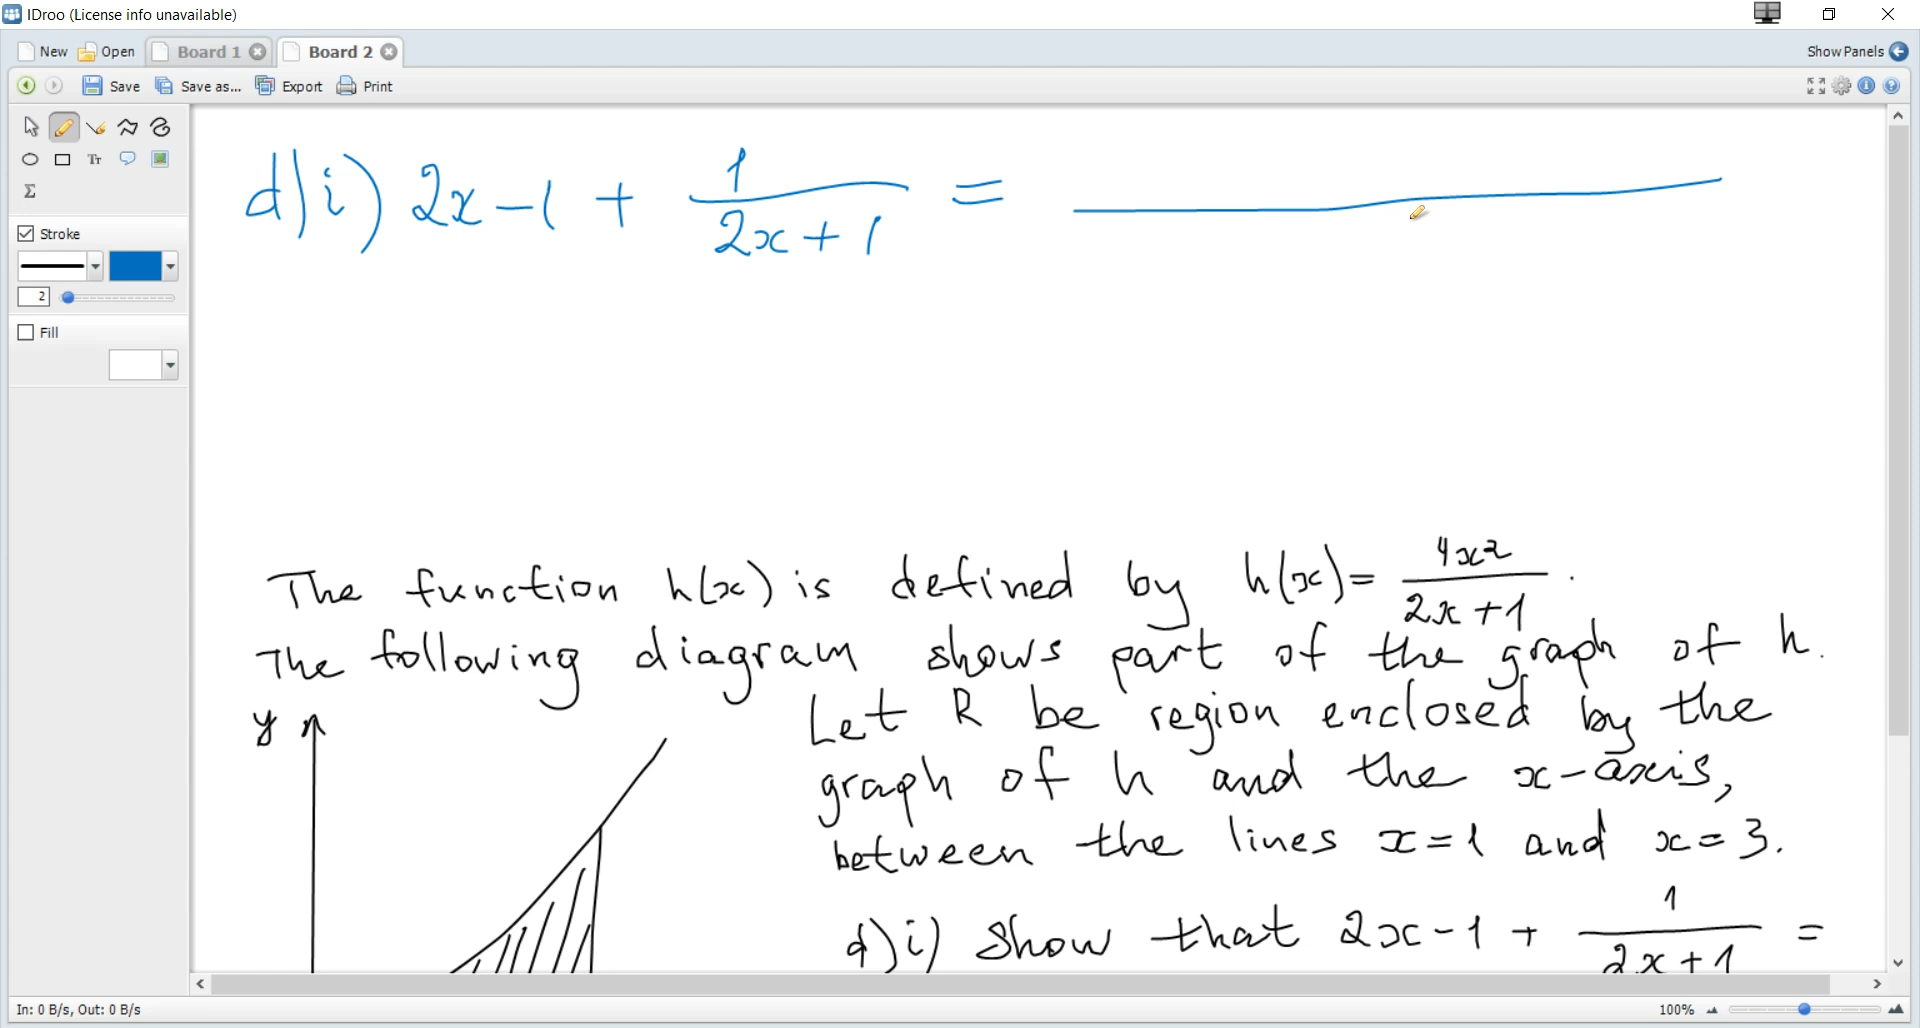 IDroo (License info unavailable)
New Open Board 1 Board 2 Show Panels
Save Save as... Export Print
Tт
Σ
Stroke
2
Fill
d)i) 2x-1 + 1/(2x+1) =
The function h(x) is defined by h(x)= 4x²/(2x+1) .
The following diagram shows part of the graph of h.
y
Let R be region enclosed by the
graph of h and the x-axis,
between the lines x=1 and x=3.
d)i) Show that 2x-1 + 1/(2x+1) =
In: 0 B/s, Out: 0 B/s 100%